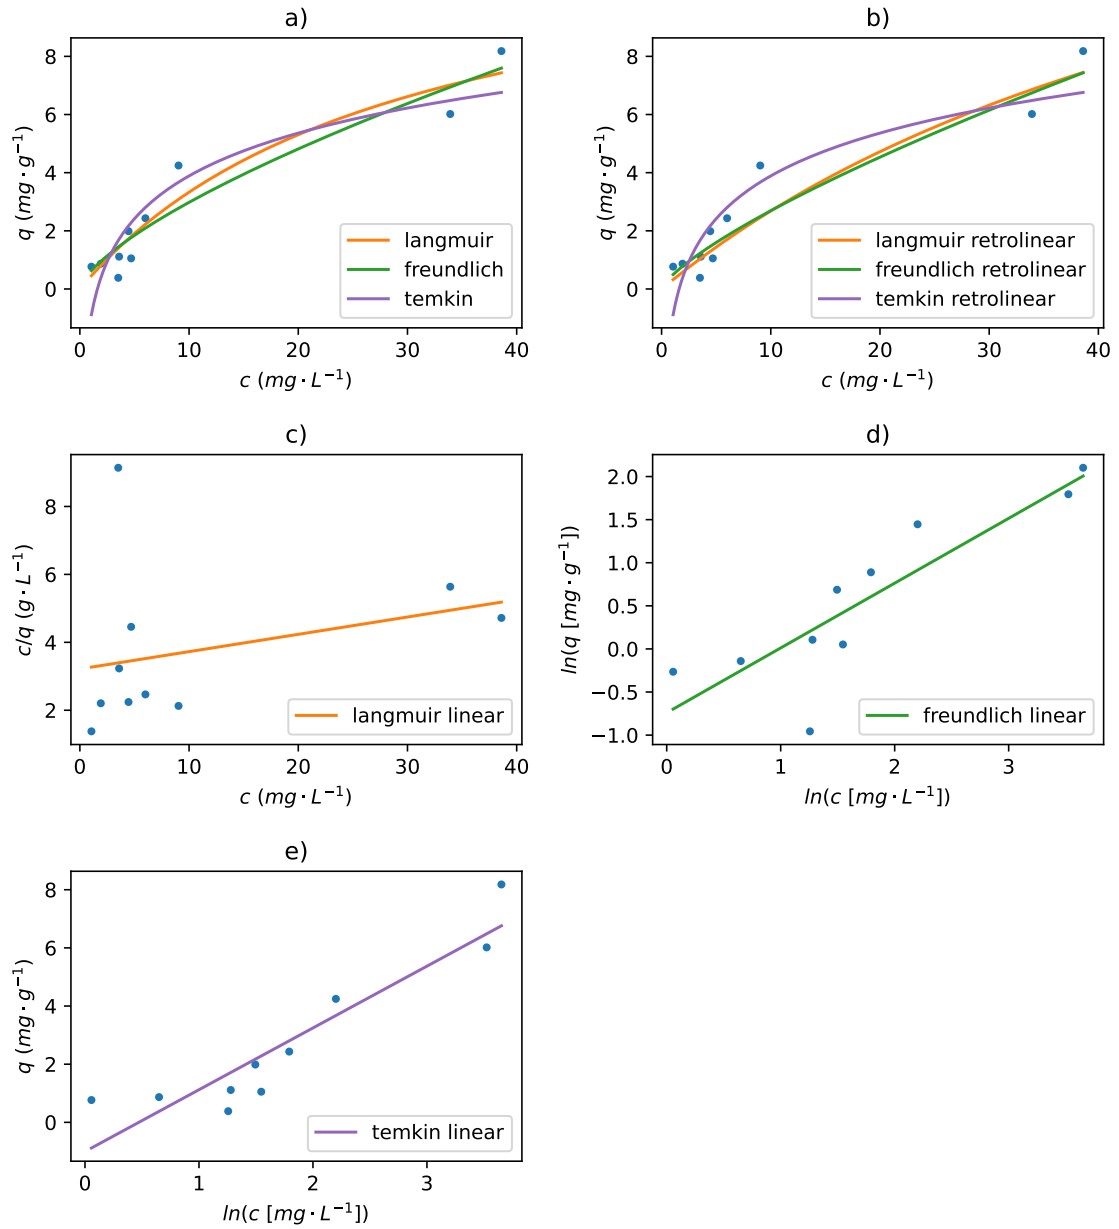 a)
q (mg · g⁻¹)
8
6
4
2
0
langmuir
freundlich
temkin
0 10 20 30 40
c (mg · L⁻¹)
b)
q (mg · g⁻¹)
8
6
4
2
0
langmuir retrolinear
freundlich retrolinear
temkin retrolinear
0 10 20 30 40
c (mg · L⁻¹)
c)
c/q (g · L⁻¹)
8
6
4
2
langmuir linear
0 10 20 30 40
c (mg · L⁻¹)
d)
ln(q [mg · g⁻¹])
2.0
1.5
1.0
0.5
0.0
−0.5
−1.0
freundlich linear
0 1 2 3
ln(c [mg · L⁻¹])
e)
q (mg · g⁻¹)
8
6
4
2
0
temkin linear
0 1 2 3
ln(c [mg · L⁻¹])